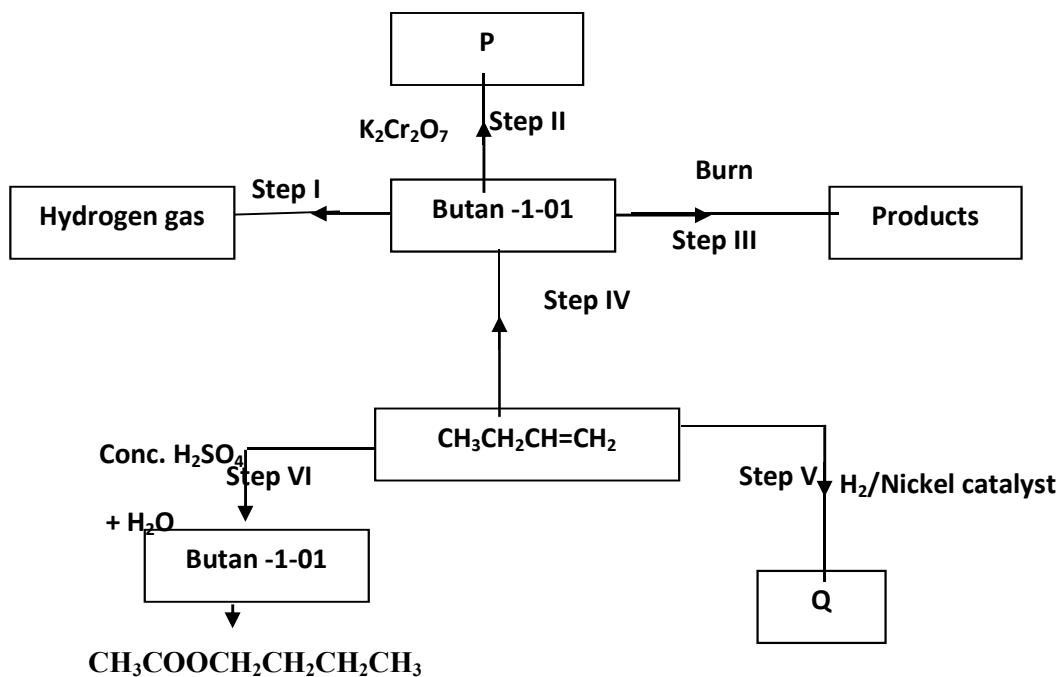 P
K₂Cr₂O₇
Step II
Burn
Step I
Hydrogen gas
Butan -1-01
Products
Step III
Step IV
CH₃CH₂CH=CH₂
Conc. H₂SO₄
Step VI
Step V
H₂/Nickel catalyst
+ H₂O
Butan -1-01
Q
CH₃COOCH₂CH₂CH₂CH₃